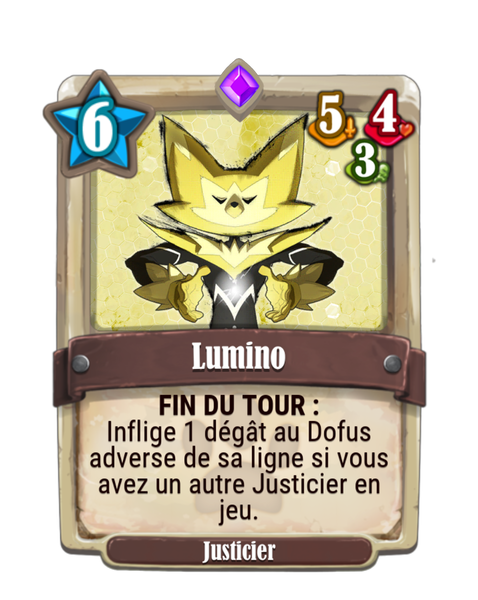 6
5
4
3
Lumino
FIN DU TOUR :
Inflige 1 dégât au Dofus
adverse de sa ligne si vous
avez un autre Justicier en
jeu.
Justicier